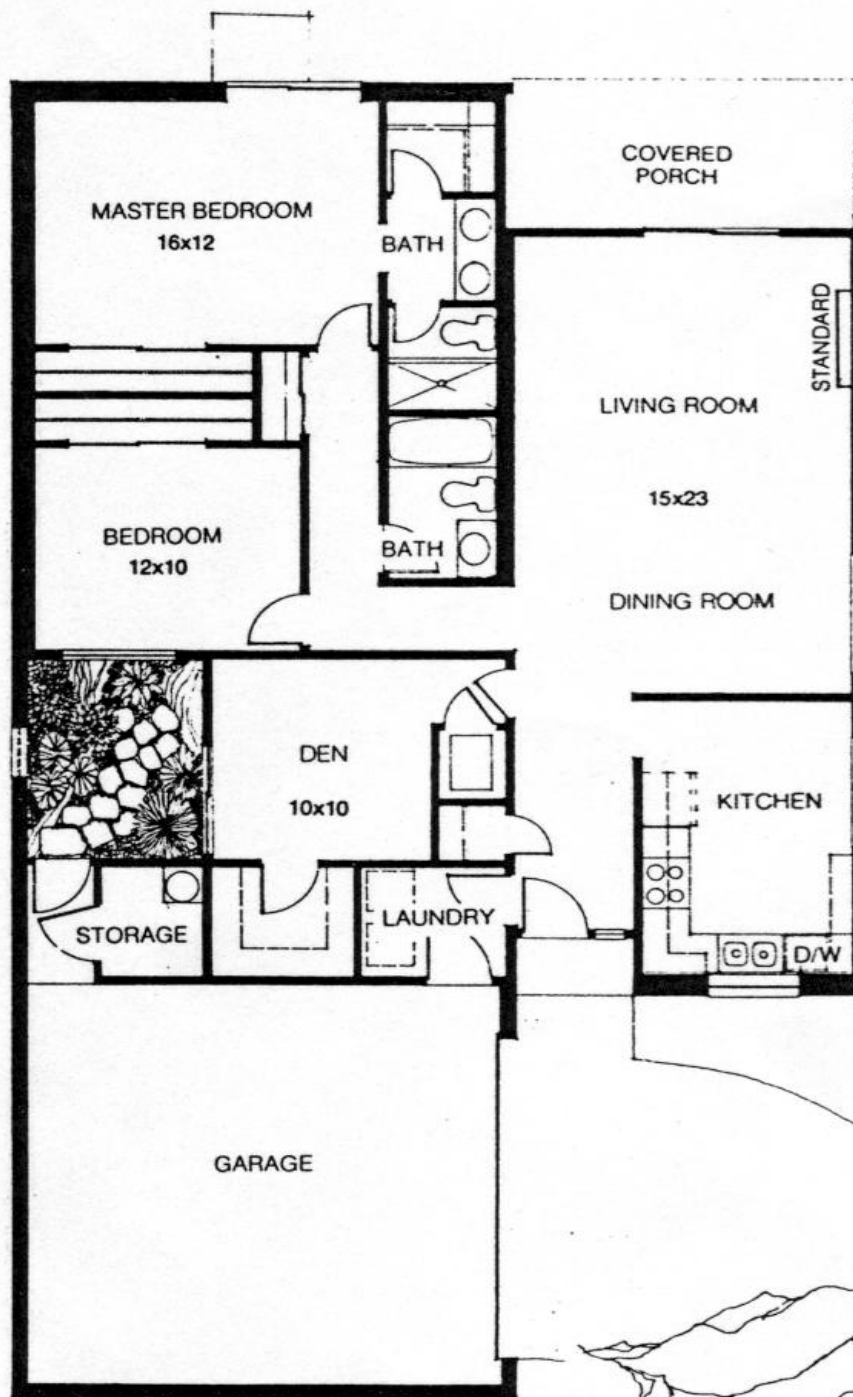 COVERED
PORCH
MASTER BEDROOM
16x12
BATH
STANDARD
LIVING ROOM
15x23
BEDROOM
12x10
BATH
DINING ROOM
DEN
10x10
KITCHEN
STORAGE
LAUNDRY
D/W
GARAGE